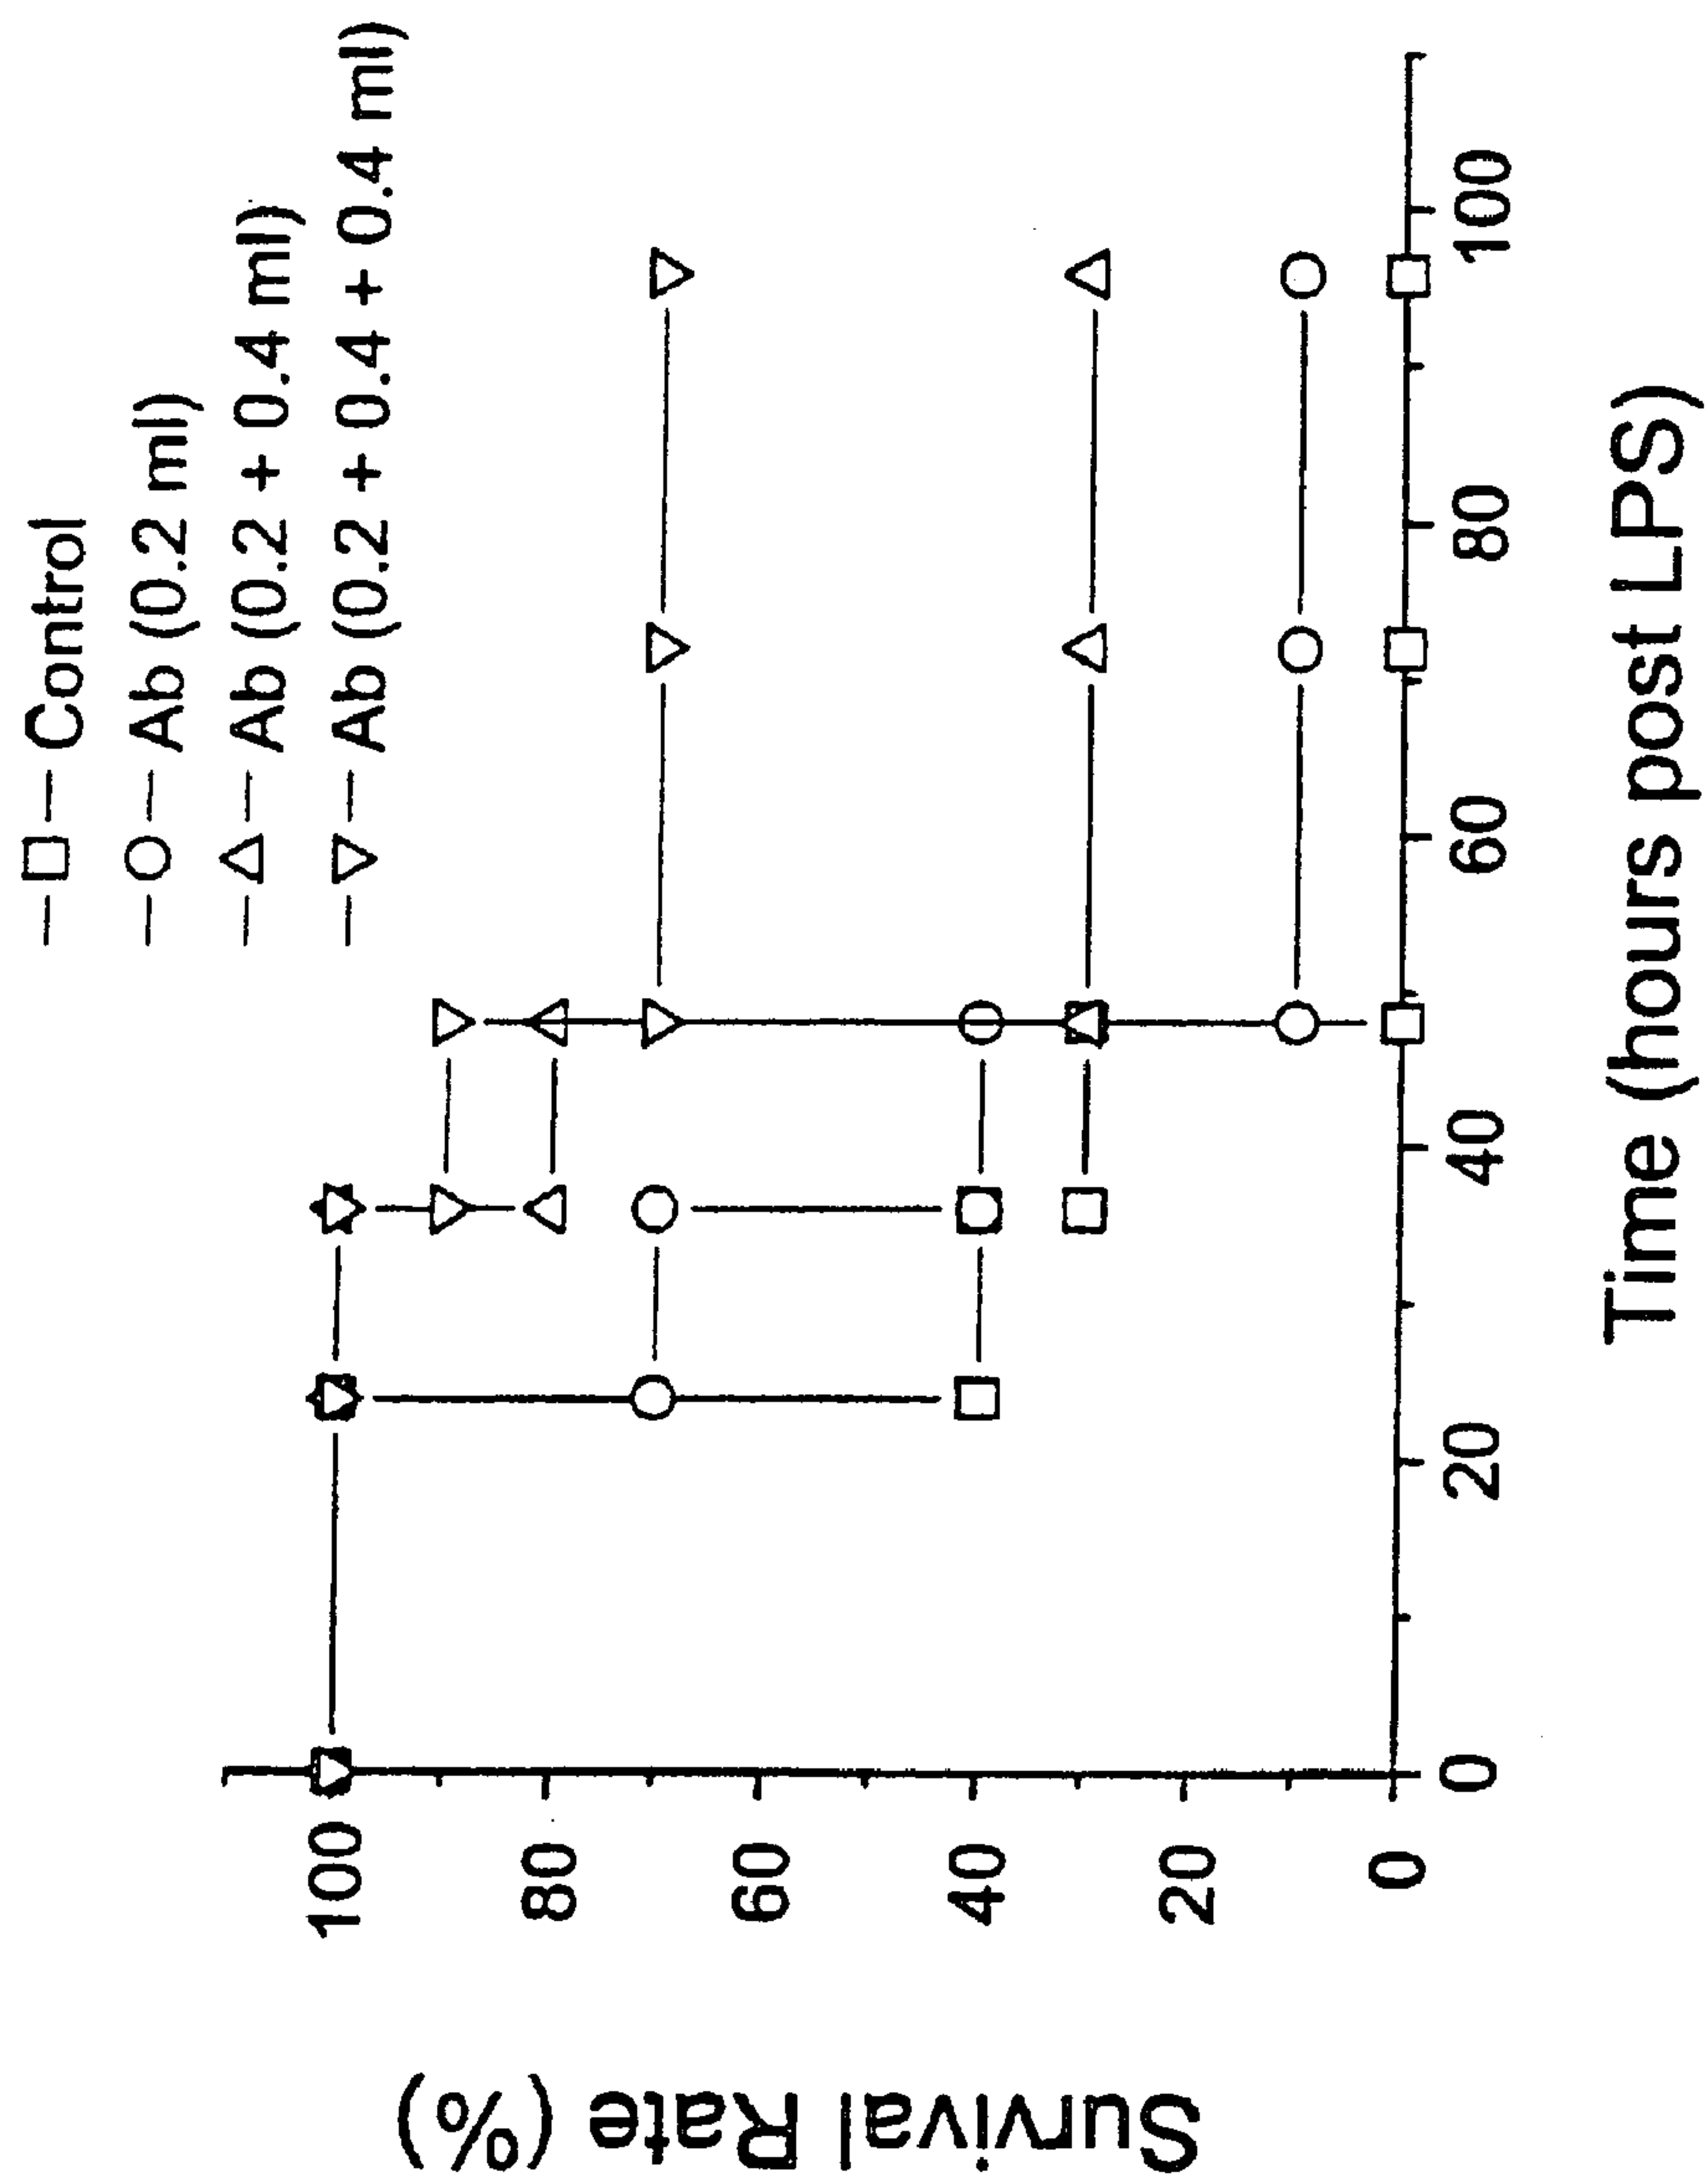 Control
Ab (0.2 ml)
Ab (0.2 + 0.4 ml)
Ab (0.2 + 0.4 + 0.4 ml)
Survival Rate (%)
100
80
60
40
20
0
0
20
40
60
80
100
Time (hours post LPS)